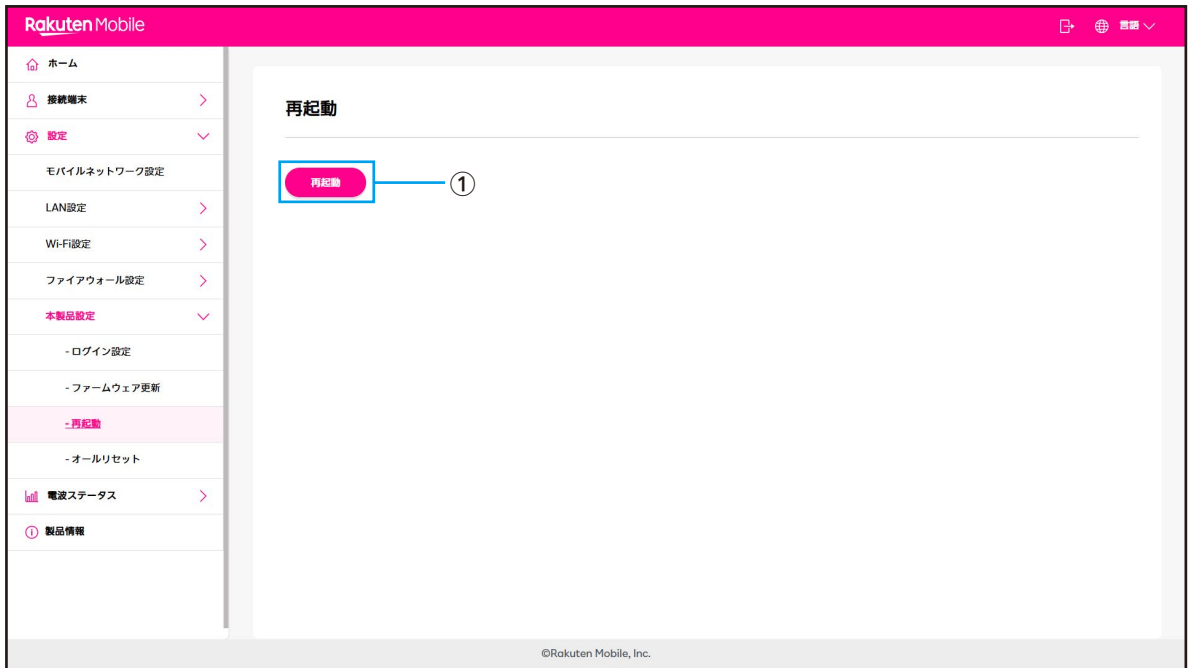 Rakuten Mobile
言語
ホーム
接続端末
設定
モバイルネットワーク設定
LAN設定
Wi-Fi設定
ファイアウォール設定
本製品設定
- ログイン設定
- ファームウェア更新
- 再起動
- オールリセット
電波ステータス
製品情報
再起動
再起動
①
©Rakuten Mobile, Inc.